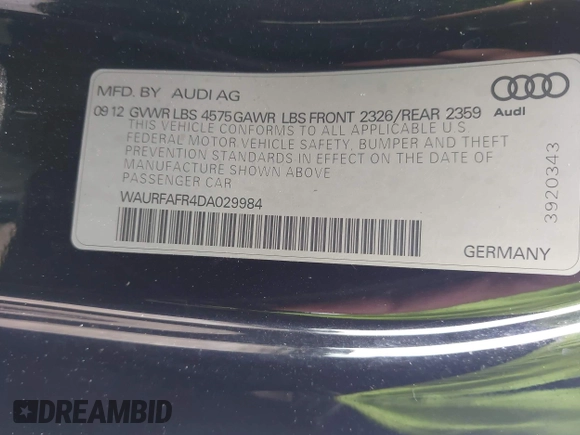 MFD. BY AUDI AG
09 12 GVWR LBS 4575 GAWR LBS FRONT 2326/REAR 2359
THIS VEHICLE CONFORMS TO ALL APPLICABLE U.S
FEDERAL MOTOR VEHICLE SAFETY, BUMPER AND THEFT
PREVENTION STANDARDS IN EFFECT ON THE DATE OF
MANUFACTURE SHOWN ABOVE
PASSENGER CAR
WAURFAFR4DA029984
Audi
3920343
GERMANY
DREAMBID